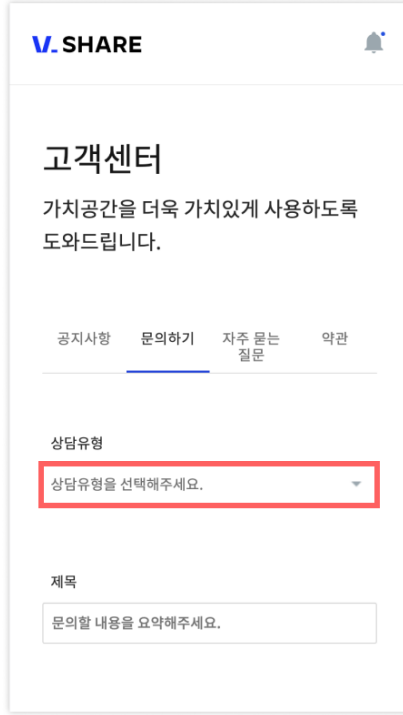 V_ SHARE
고객센터
가치공간을 더욱 가치있게 사용하도록
도와드립니다.
공지사항 문의하기 자주 묻는 약관
질문
상담유형
상담유형을 선택해주세요.
제목
문의할 내용을 요약해주세요.